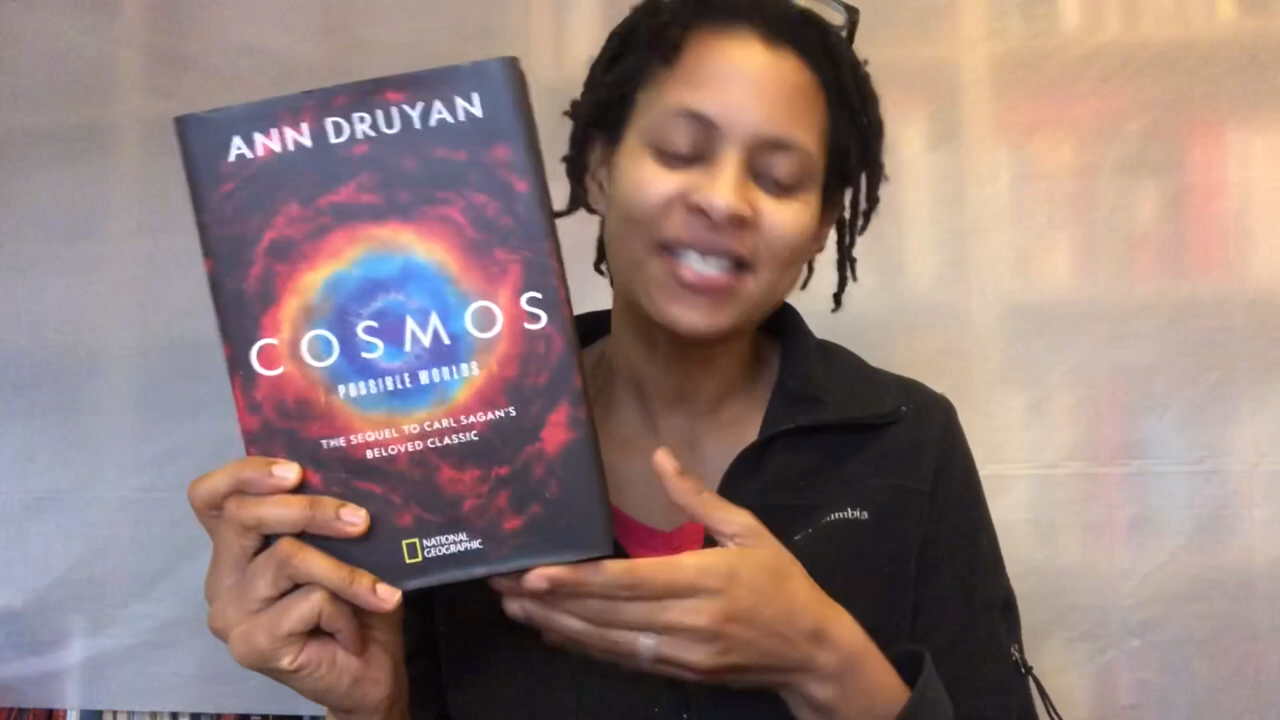 ANN DRUYAN
COSMOS
POSSIBLE WORLDS
THE SEQUEL TO CARL SAGAN'S
BELOVED CLASSIC
NATIONAL
GEOGRAPHIC